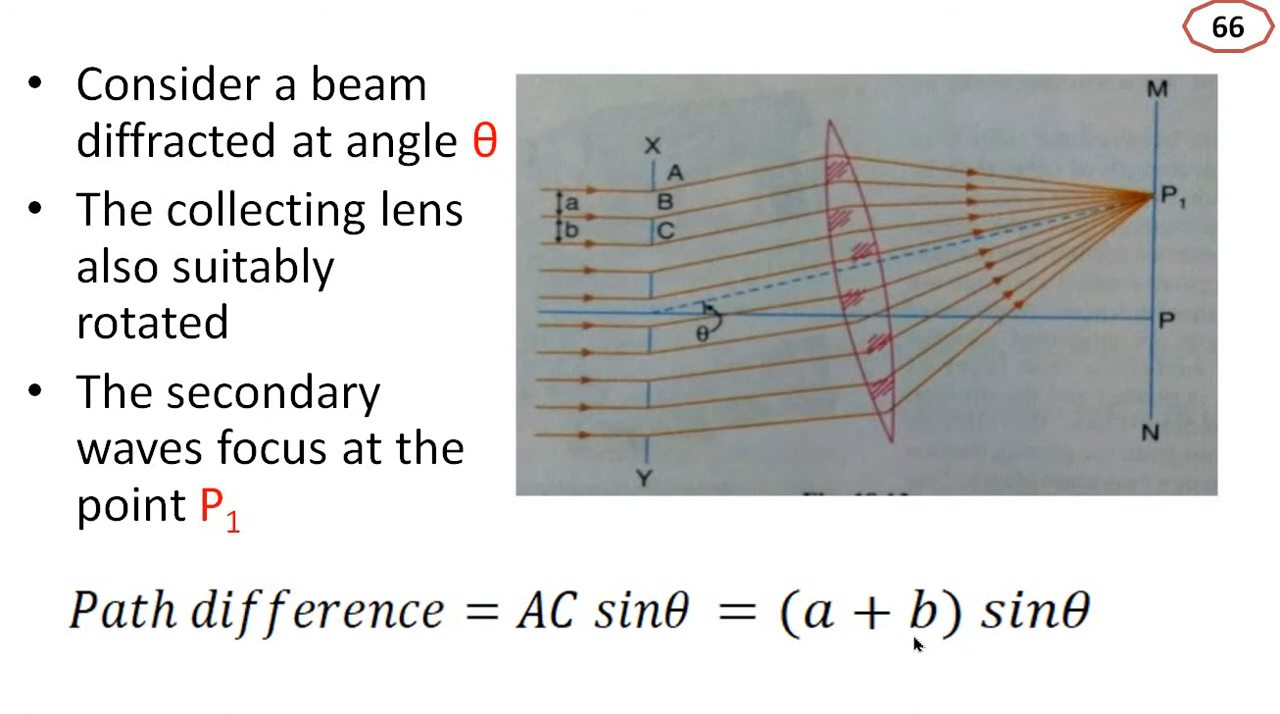 66
• Consider a beam
diffracted at angle θ
• The collecting lens
also suitably
rotated
• The secondary
waves focus at the
point P₁
M
X
A
a
B
P₁
b
C
θ
P
N
Y
Path difference = AC sinθ = (a + b) sinθ